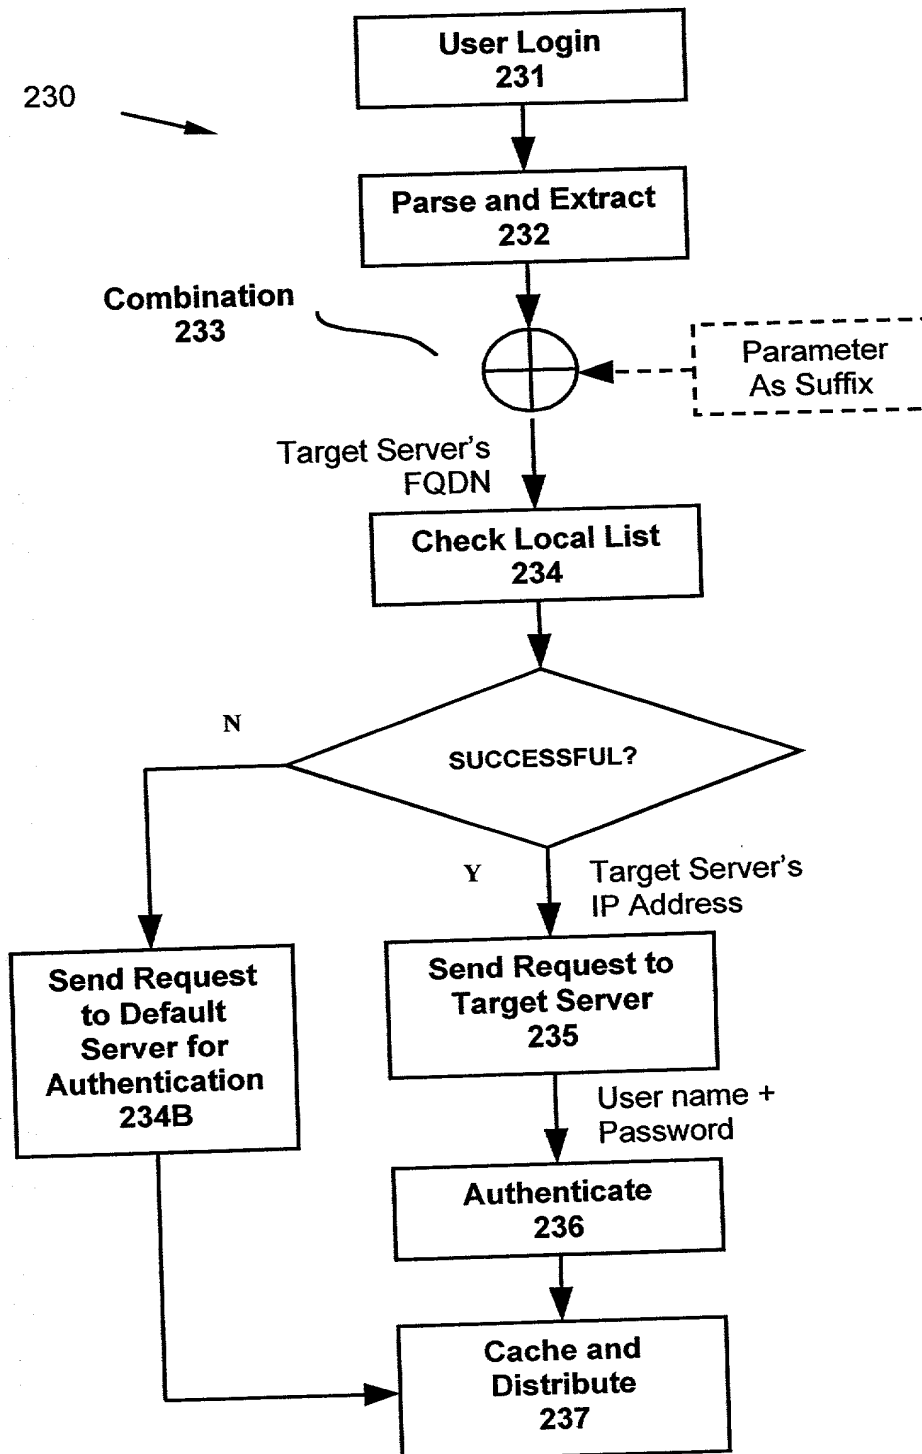 User Login
231
230
Parse and Extract
232
Combination
233
Parameter
As Suffix
Target Server's
FQDN
Check Local List
234
N
SUCCESSFUL?
Y
Target Server's
IP Address
Send Request
to Default
Server for
Authentication
234B
Send Request to
Target Server
235
User name +
Password
Authenticate
236
Cache and
Distribute
237